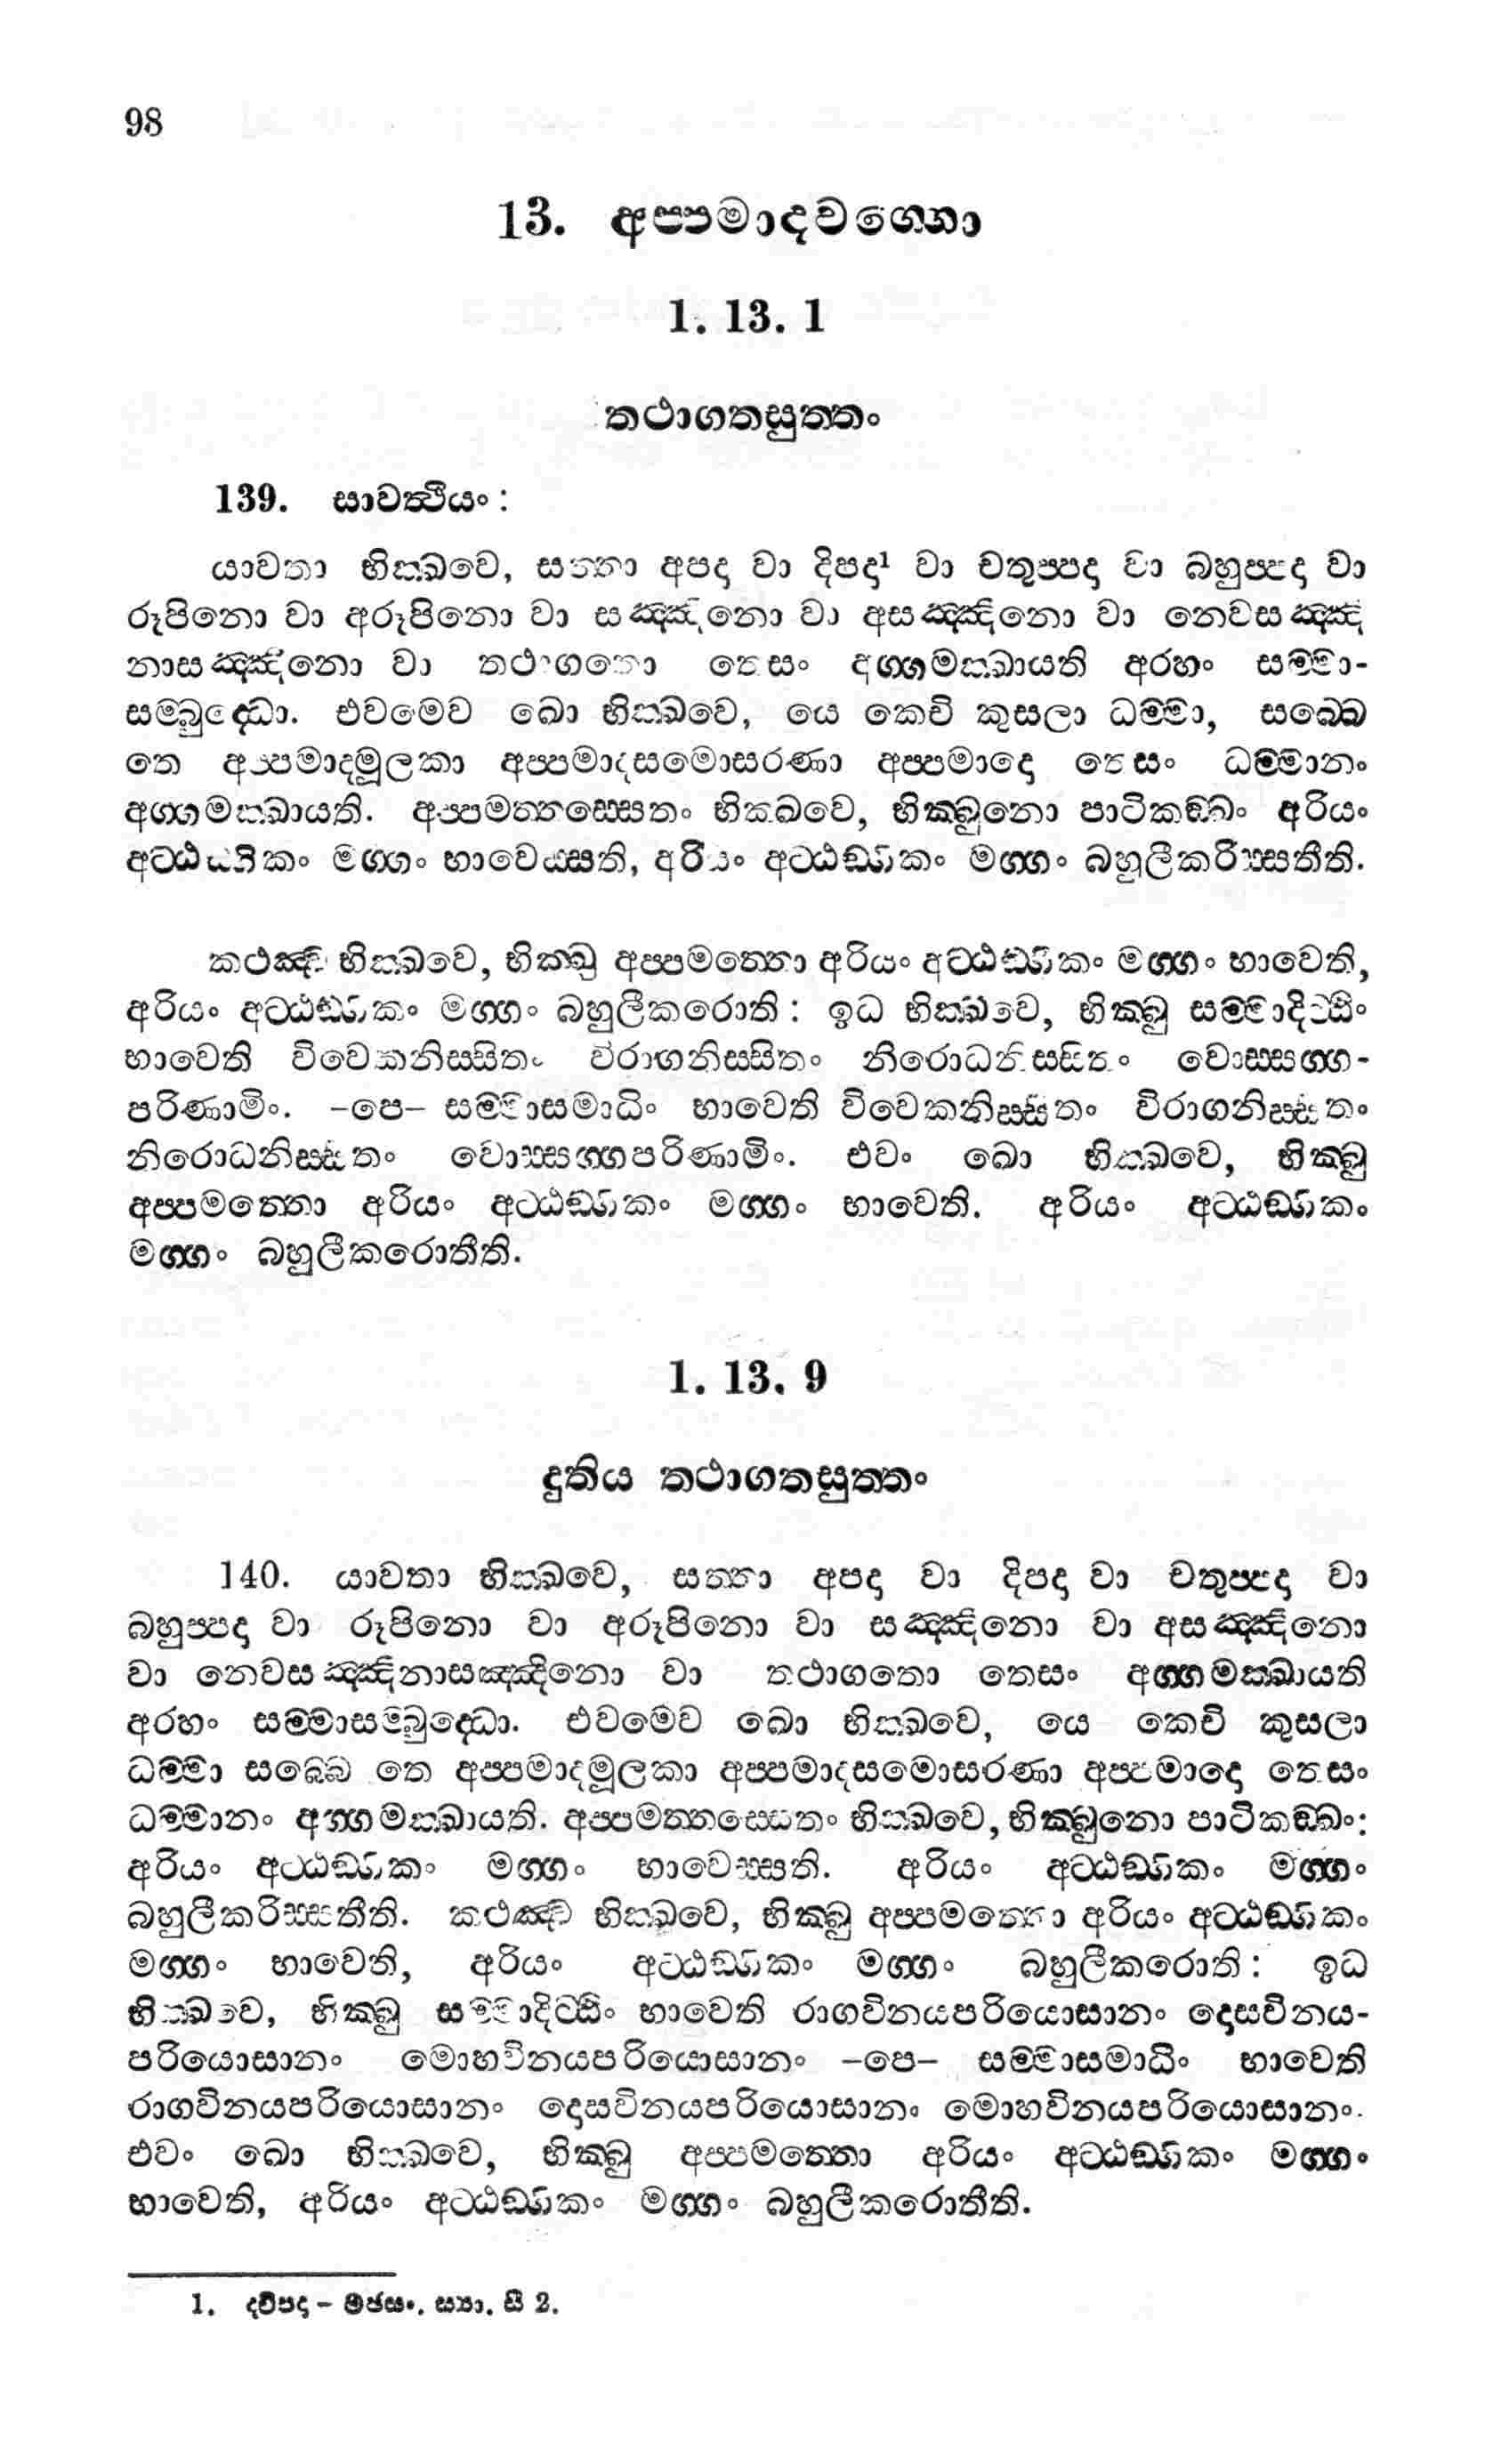 98
13. අප්පමාදවග්ගො
1. 13. 1
තථාගතසුත්තං
139. සාවත්ථියං :
යාවතා භික්ඛවෙ, සත්තා අපදා වා දිපදා¹ වා චතුප්පදා වා බහුප්පදා වා
රූපිනො වා අරූපිනො වා සඤ්ඤිනො වා අසඤ්ඤිනො වා නෙවසඤ්ඤි
නාසඤ්ඤිනො වා තථාගතො තෙසං අග්ගමක්ඛායති අරහං සම්මා-
සම්බුද්ධො. එවමෙව ඛො භික්ඛවෙ, යෙ කෙචි කුසලා ධම්මා, සබ්බෙ
තෙ අප්පමාදමූලකා අප්පමාදසමොසරණා අප්පමාදො තෙසං ධම්මානං
අග්ගමක්ඛායති. අප්පමත්තස්සෙතං භික්ඛවෙ, භික්ඛුනො පාටිකඞ්ඛං අරියං
අට්ඨඞ්ගිකං මග්ගං භාවෙස්සති, අරියං අට්ඨඞ්ගිකං මග්ගං බහුලීකරිස්සතීති.
කථඤ්ච භික්ඛවෙ, භික්ඛු අප්පමත්තො අරියං අට්ඨඞ්ගිකං මග්ගං භාවෙති,
අරියං අට්ඨඞ්ගිකං මග්ගං බහුලීකරොති : ඉධ භික්ඛවෙ, භික්ඛු සම්මාදිට්ඨිං
භාවෙති විවෙකනිස්සිතං විරාගනිස්සිතං නිරොධනිස්සිතං වොස්සග්ග-
පරිණාමිං. –පෙ– සම්මාසමාධිං භාවෙති විවෙකනිස්සිතං විරාගනිස්සිතං
නිරොධනිස්සිතං වොස්සග්ගපරිණාමිං. එවං ඛො භික්ඛවෙ, භික්ඛු
අප්පමත්තො අරියං අට්ඨඞ්ගිකං මග්ගං භාවෙති. අරියං අට්ඨඞ්ගිකං
මග්ගං බහුලීකරොතීති.
1. 13. 9
දුතිය තථාගතසුත්තං
140. යාවතා භික්ඛවෙ, සත්තා අපදා වා දිපදා වා චතුප්පදා වා
බහුප්පදා වා රූපිනො වා අරූපිනො වා සඤ්ඤිනො වා අසඤ්ඤිනො
වා නෙවසඤ්ඤිනාසඤ්ඤිනො වා තථාගතො තෙසං අග්ගමක්ඛායති
අරහං සම්මාසම්බුද්ධො. එවමෙව ඛො භික්ඛවෙ, යෙ කෙචි කුසලා
ධම්මා සබ්බෙ තෙ අප්පමාදමූලකා අප්පමාදසමොසරණා අප්පමාදො තෙසං
ධම්මානං අග්ගමක්ඛායති. අප්පමත්තස්සෙතං භික්ඛවෙ, භික්ඛුනො පාටිකඞ්ඛං:
අරියං අට්ඨඞ්ගිකං මග්ගං භාවෙස්සති. අරියං අට්ඨඞ්ගිකං මග්ගං
බහුලීකරිස්සතීති. කථඤ්ච භික්ඛවෙ, භික්ඛු අප්පමත්තො අරියං අට්ඨඞ්ගිකං
මග්ගං භාවෙති, අරියං අට්ඨඞ්ගිකං මග්ගං බහුලීකරොති : ඉධ
භික්ඛවෙ, භික්ඛු සම්මාදිට්ඨිං භාවෙති රාගවිනයපරියොසානං දොසවිනය-
පරියොසානං මොහවිනයපරියොසානං –පෙ– සම්මාසමාධිං භාවෙති
රාගවිනයපරියොසානං දොසවිනයපරියොසානං මොහවිනයපරියොසානං.
එවං ඛො භික්ඛවෙ, භික්ඛු අප්පමත්තො අරියං අට්ඨඞ්ගිකං මග්ගං
භාවෙති, අරියං අට්ඨඞ්ගිකං මග්ගං බහුලීකරොතීති.
1. ද්විපදා – මජසං. ස්‍යා. සී 2.